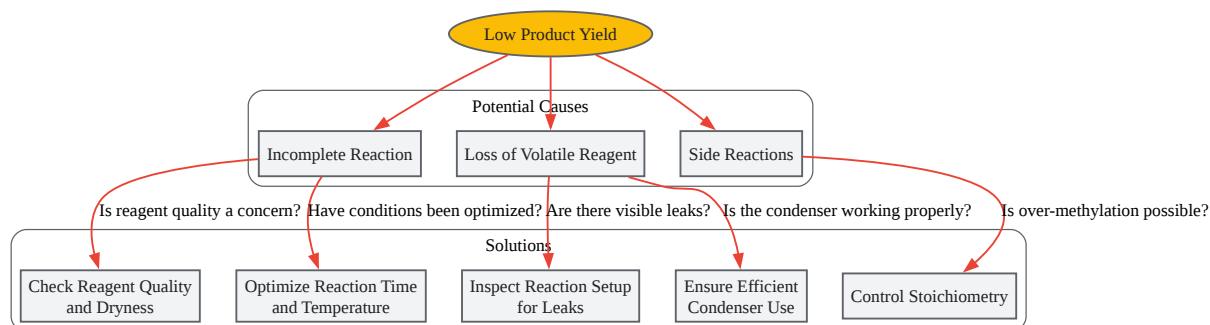 Low Product Yield
Potential Causes
Incomplete Reaction
Loss of Volatile Reagent
Side Reactions
Is reagent quality a concern?
Have conditions been optimized?
Are there visible leaks?
Is the condenser working properly?
Is over-methylation possible?
Solutions
Check Reagent Quality
and Dryness
Optimize Reaction Time
and Temperature
Inspect Reaction Setup
for Leaks
Ensure Efficient
Condenser Use
Control Stoichiometry